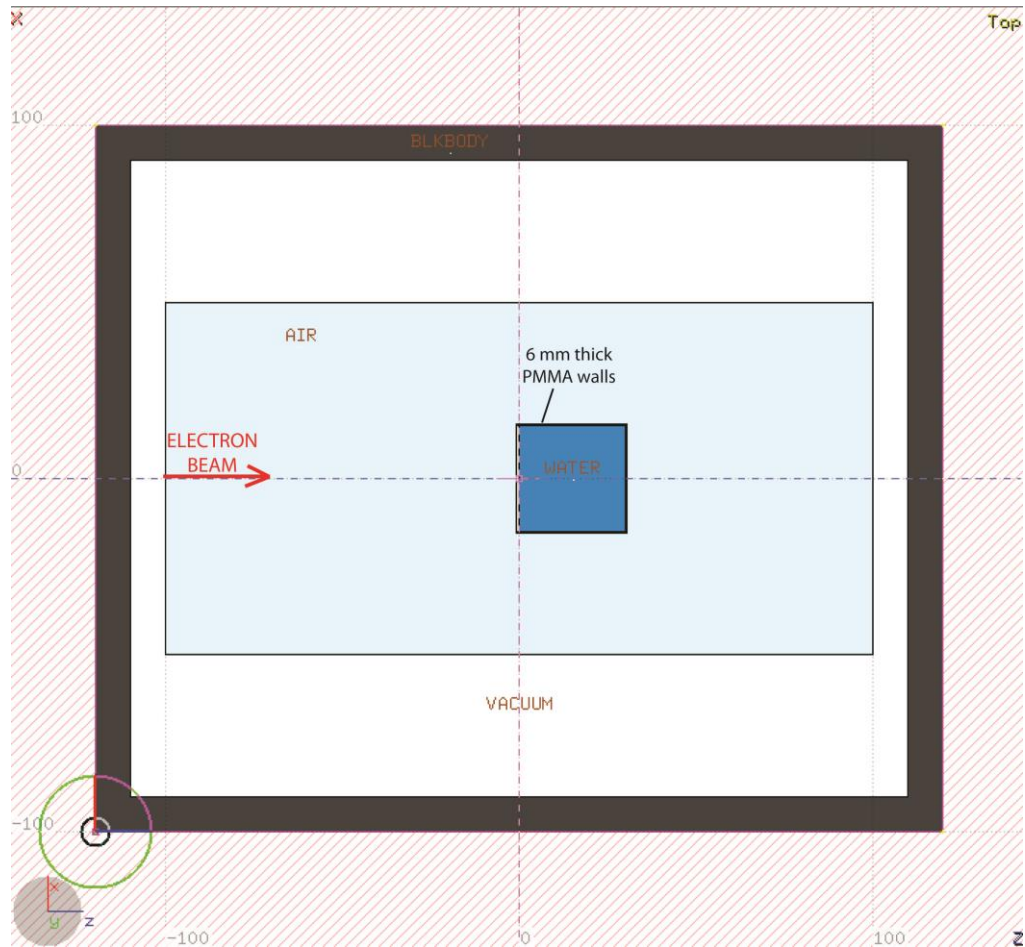 X
Top
100
BLKBODY
AIR
6 mm thick
PMMA walls
ELECTRON
BEAM
0
WATER
VACUUM
-100
x
y
z
-100
0
100
Z